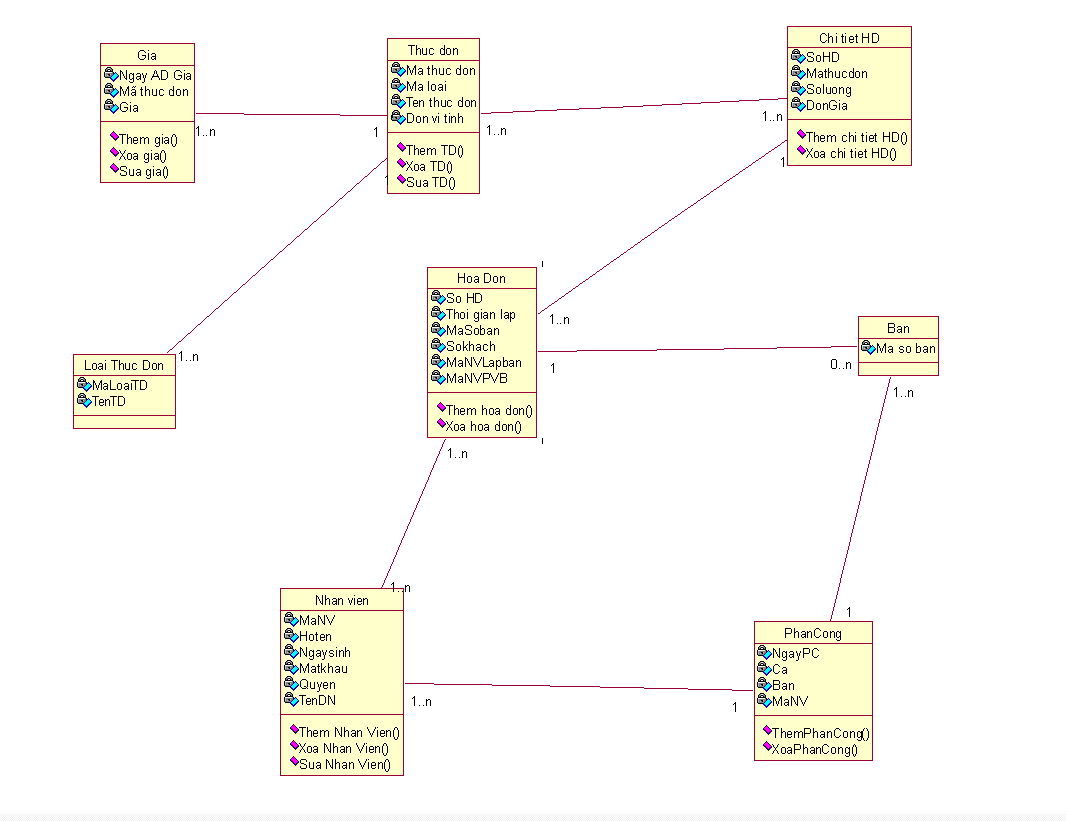 Gia
Ngay AD Gia
Mã thuc don
Gia
Them gia()
Xoa gia()
Sua gia()
1..n
1
Thuc don
Ma thuc don
Ma loai
Ten thuc don
Don vi tinh
Them TD()
Xoa TD()
Sua TD()
1..n
1..n
Chi tiet HD
SoHD
Mathucdon
Soluong
DonGia
Them chi tiet HD()
Xoa chi tiet HD()
1
1..n
Loai Thuc Don
MaLoaiTD
TenTD
Hoa Don
So HD
Thoi gian lap
MaSoban
Sokhach
MaNVLapban
MaNVPVB
Them hoa don()
Xoa hoa don()
1..n
1
0..n
Ban
Ma so ban
1..n
1..n
1..n
1
Nhan vien
MaNV
Hoten
Ngaysinh
Matkhau
Quyen
TenDN
Them Nhan Vien()
Xoa Nhan Vien()
Sua Nhan Vien()
1..n
1
PhanCong
NgayPC
Ca
Ban
MaNV
ThemPhanCong()
XoaPhanCong()